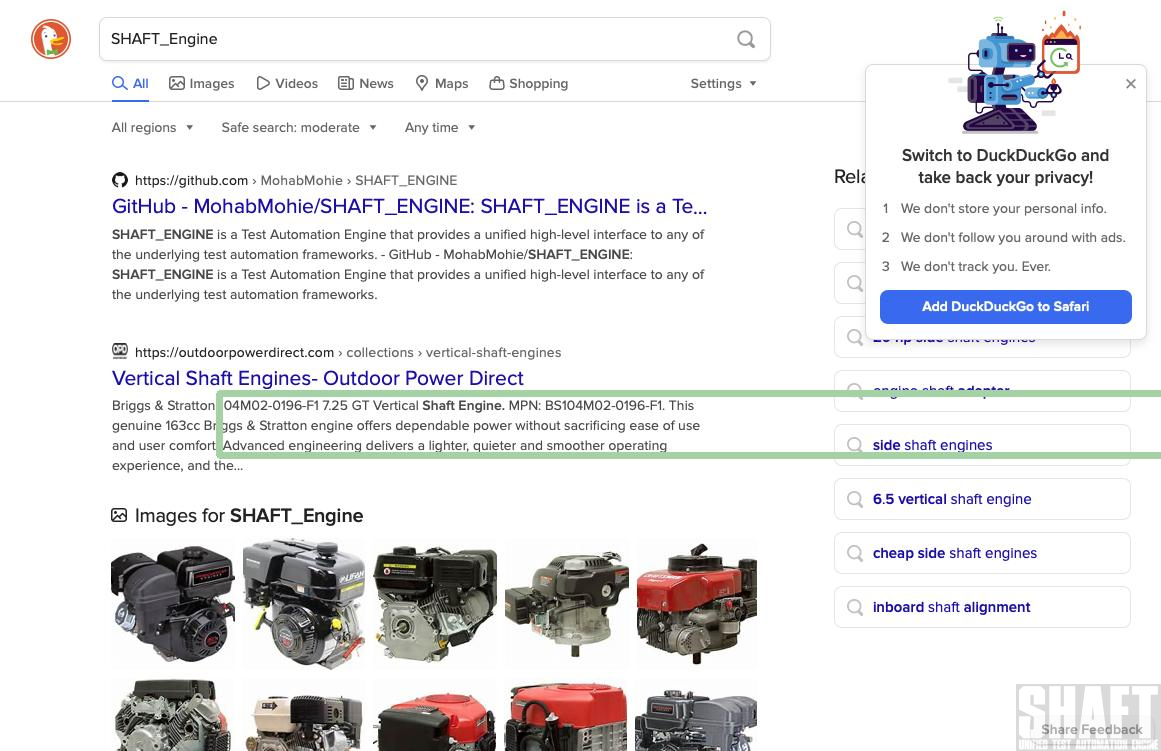 SHAFT_Engine
All
Images
Videos
News
Maps
Shopping
Settings
All regions
Safe search: moderate
Any time
https://github.com › MohabMohie › SHAFT_ENGINE
GitHub - MohabMohie/SHAFT_ENGINE: SHAFT_ENGINE is a Te...
SHAFT_ENGINE is a Test Automation Engine that provides a unified high-level interface to any of
the underlying test automation frameworks. - GitHub - MohabMohie/SHAFT_ENGINE:
SHAFT_ENGINE is a Test Automation Engine that provides a unified high-level interface to any of
the underlying test automation frameworks.
https://outdoorpowerdirect.com › collections › vertical-shaft-engines
Vertical Shaft Engines- Outdoor Power Direct
Briggs & Stratton 04M02-0196-F1 7.25 GT Vertical Shaft Engine. MPN: BS104M02-0196-F1. This
genuine 163cc Briggs & Stratton engine offers dependable power without sacrificing ease of use
and user comfort. Advanced engineering delivers a lighter, quieter and smoother operating
experience, and the...
Images for SHAFT_Engine
LIFAN
CRAFTSMAN
Switch to DuckDuckGo and
take back your privacy!
1 We don't store your personal info.
2 We don't follow you around with ads.
3 We don't track you. Ever.
Add DuckDuckGo to Safari
Rela
20 hp side shaft engines
engine shaft adapter
side shaft engines
6.5 vertical shaft engine
cheap side shaft engines
inboard shaft alignment
SHAFT
Share Feedback
UNIFIED TEST AUTOMATION ENGINE